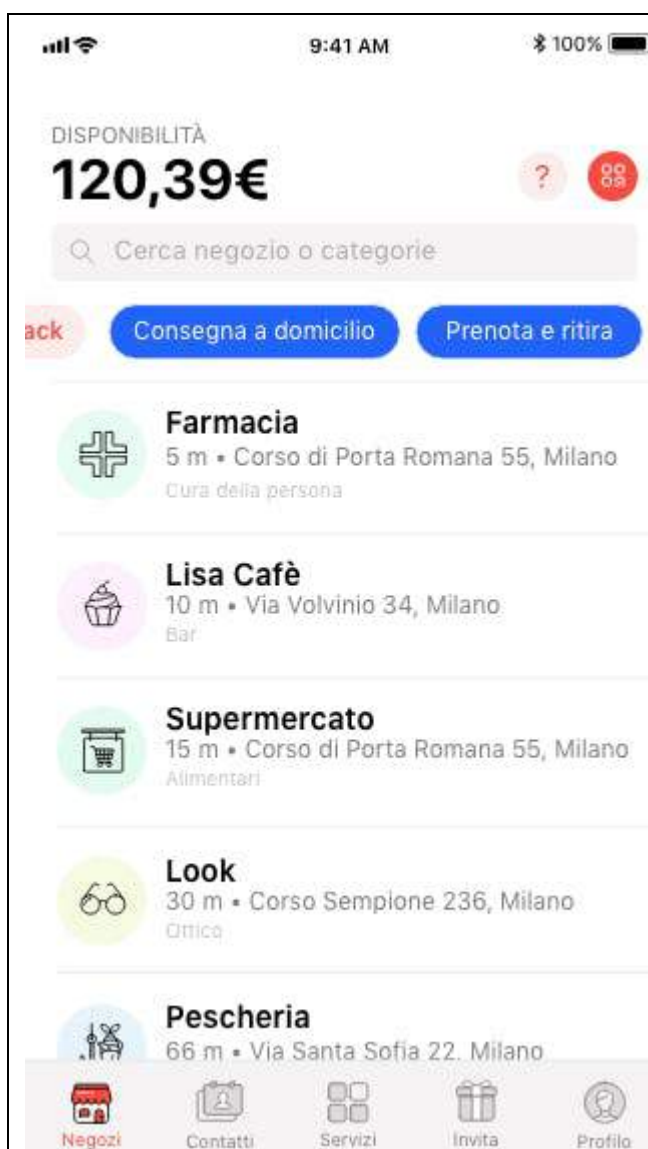 9:41 AM
100%
DISPONIBILITÀ
120,39€
?
Cerca negozio o categorie
ack
Consegna a domicilio
Prenota e ritira
Farmacia
5 m • Corso di Porta Romana 55, Milano
Cura della persona
Lisa Cafè
10 m • Via Volvinio 34, Milano
Bar
Supermercato
15 m • Corso di Porta Romana 55, Milano
Alimentari
Look
30 m • Corso Sempione 236, Milano
Ottico
Pescheria
66 m • Via Santa Sofia 22, Milano
Negozi
Contatti
Servizi
Invita
Profilo